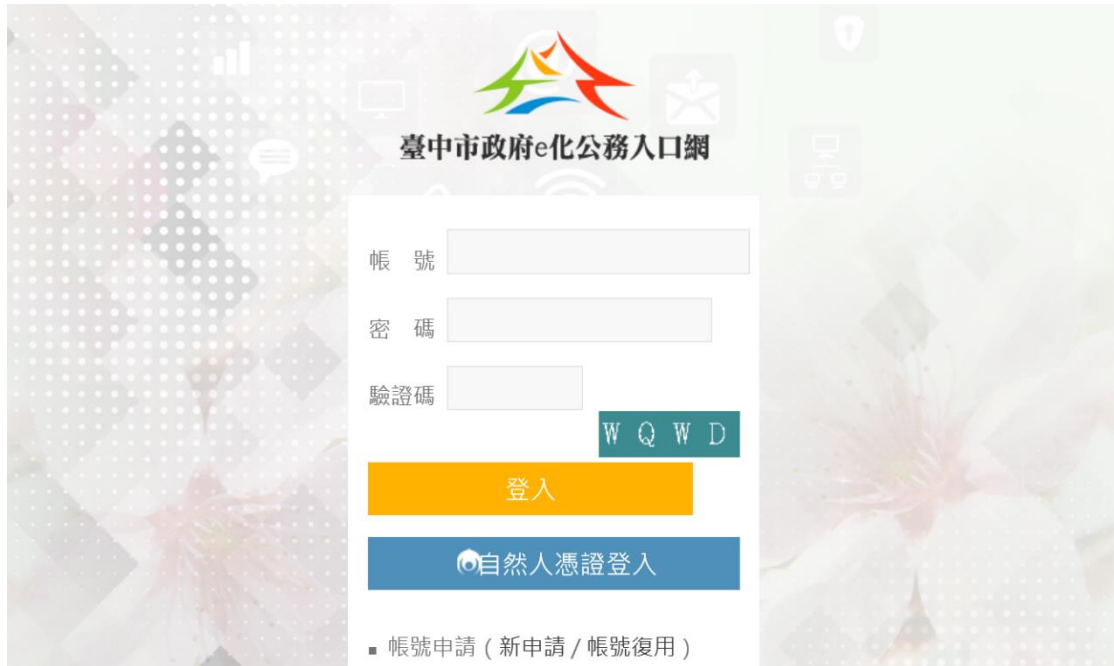 臺中市政府e化公務入口網
帳 號
密 碼
驗證碼
W Q W D
登入
自然人憑證登入
帳號申請 ( 新申請 / 帳號復用 )